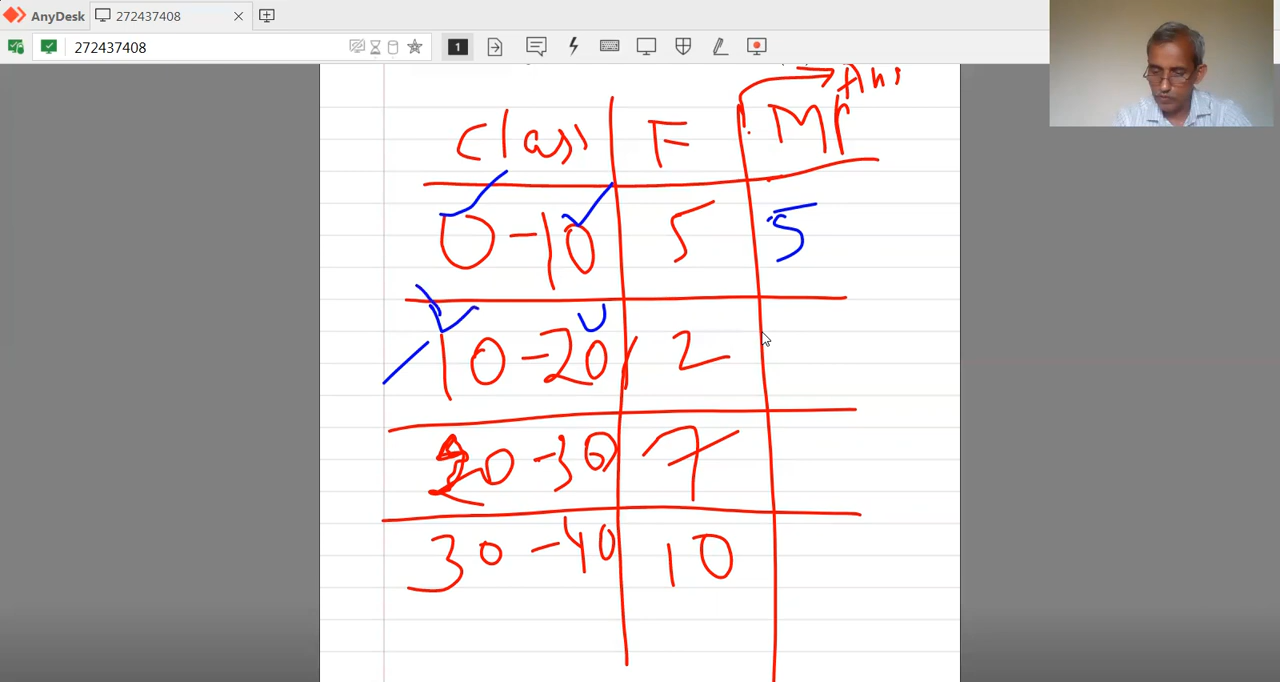 AnyDesk 272437408
272437408 1
Ans
Class F MP
0-10 5 5
10-20 2
20-30 7
30-40 10